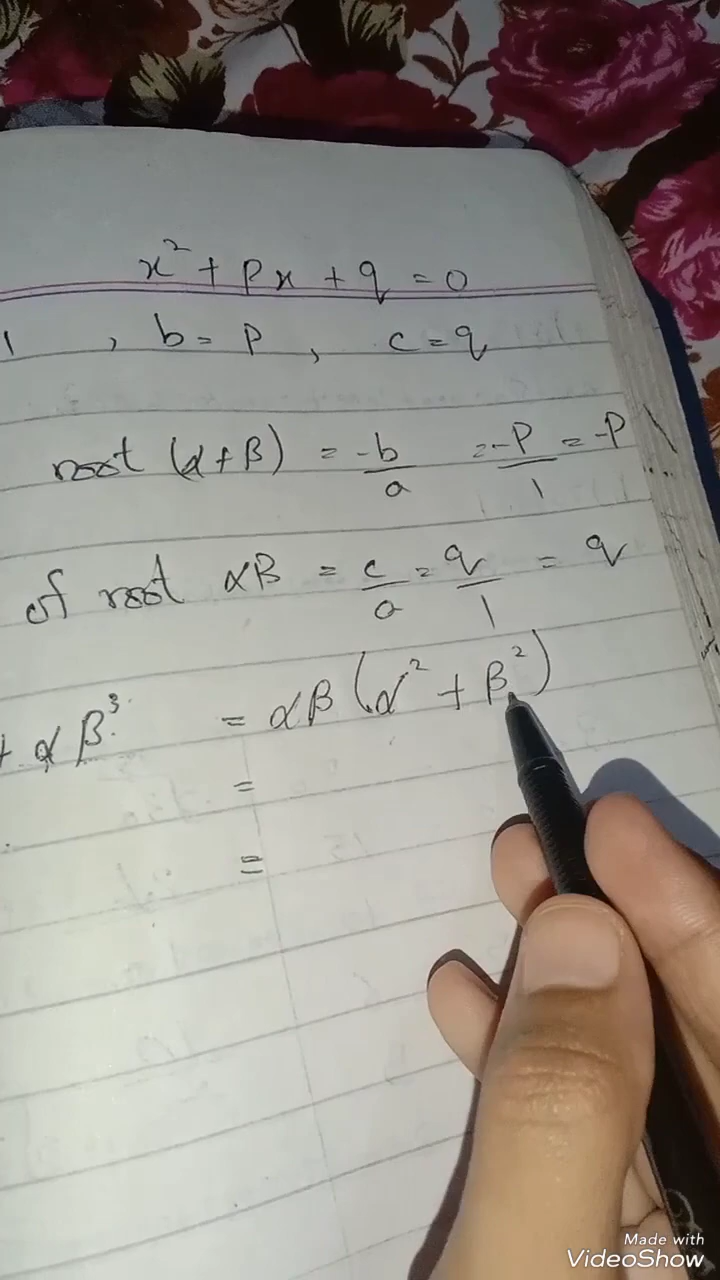 x² + px + q = 0
1 , b = p , c = q
root (α+β) = -b/a = -p/1 = -p
of root αβ = c/a = q/1 = q
+ αβ³ = αβ (α² + β²)
=
=
Made with
VideoShow